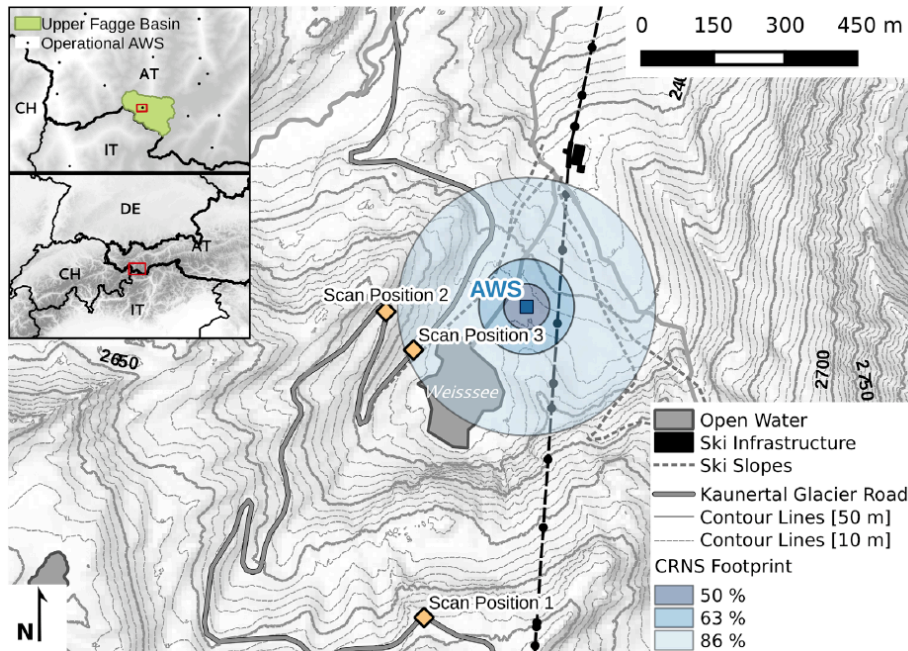 Upper Fagge Basin
Operational AWS
AT
CH
IT
DE
AT
CH
IT
0 150 300 450 m
2400
AWS
Scan Position 2
Scan Position 3
2650
Weisssee
2700
2750
Open Water
Ski Infrastructure
Ski Slopes
Kaunertal Glacier Road
Contour Lines [50 m]
Contour Lines [10 m]
CRNS Footprint
50 %
63 %
86 %
Scan Position 1
N